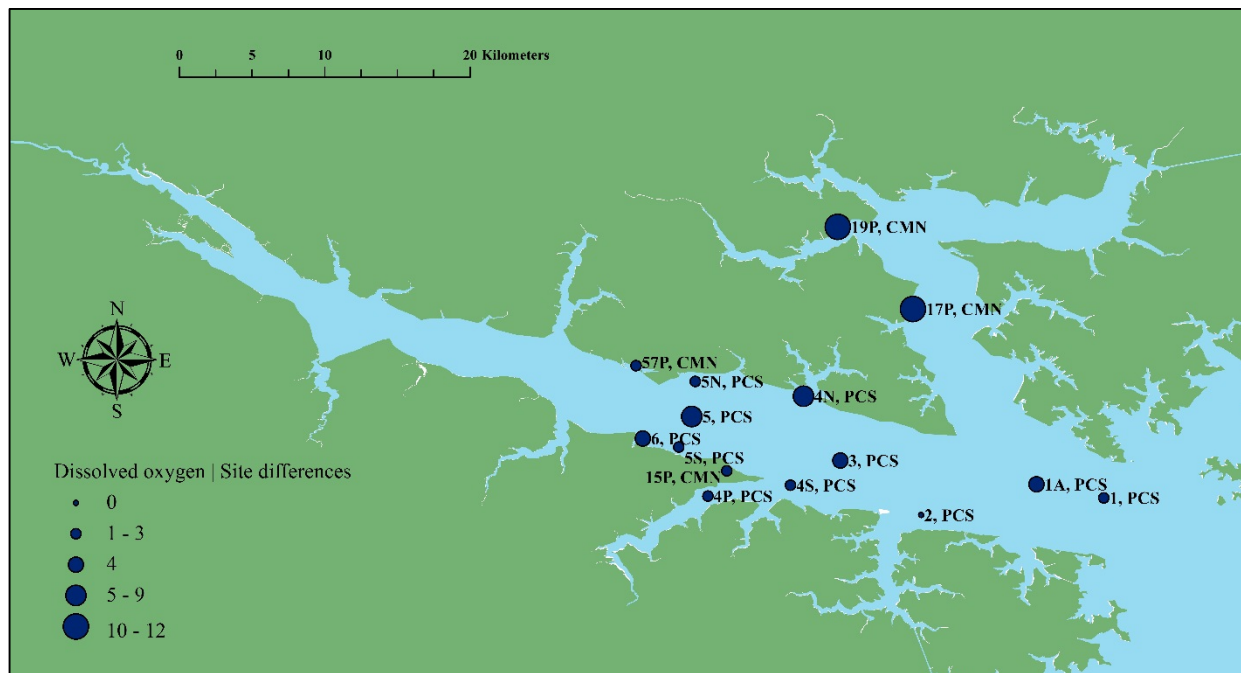 0 5 10 20 Kilometers
19P, CMN
17P, CMN
N
W E
S
57P, CMN
5N, PCS
4N, PCS
5, PCS
6, PCS
5S, PCS
3, PCS
15P, CMN
4S, PCS
1A, PCS
4P, PCS
1, PCS
2, PCS
Dissolved oxygen | Site differences
0
1 - 3
4
5 - 9
10 - 12